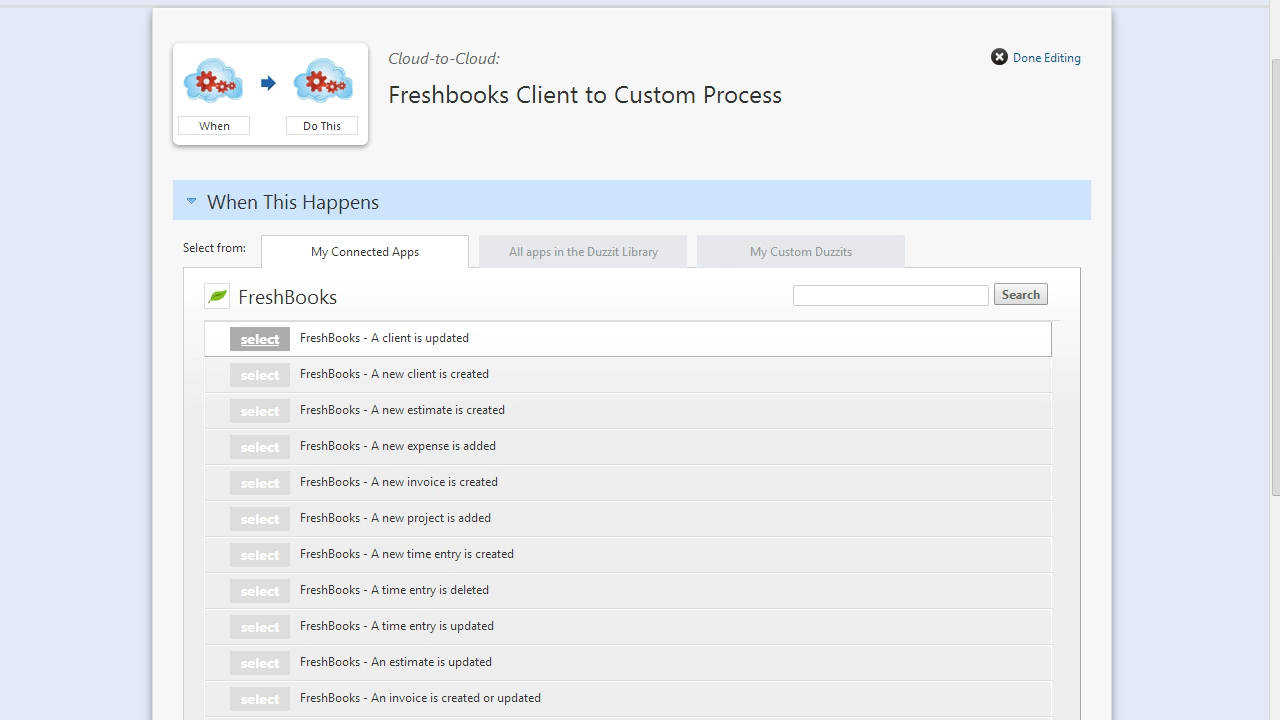 Cloud-to-Cloud:
Done Editing
Freshbooks Client to Custom Process
When
Do This
When This Happens
Select from:
My Connected Apps
All apps in the Duzzit Library
My Custom Duzzits
FreshBooks
Search
select FreshBooks - A client is updated
select FreshBooks - A new client is created
select FreshBooks - A new estimate is created
select FreshBooks - A new expense is added
select FreshBooks - A new invoice is created
select FreshBooks - A new project is added
select FreshBooks - A new time entry is created
select FreshBooks - A time entry is deleted
select FreshBooks - A time entry is updated
select FreshBooks - An estimate is updated
select FreshBooks - An invoice is created or updated